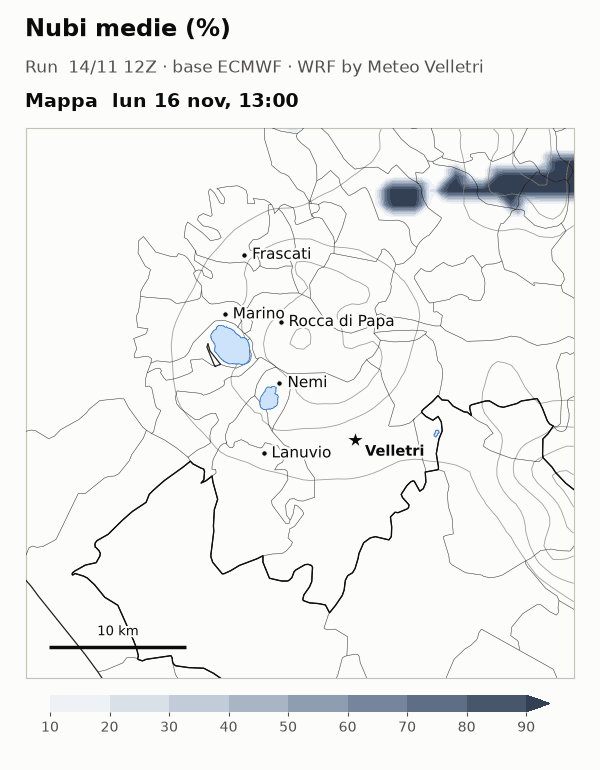 Nubi medie (%)
Run  14/11 12Z · base ECMWF · WRF by Meteo Velletri
Mappa  lun 16 nov, 13:00
Frascati
Marino
Rocca di Papa
Nemi
Velletri
Lanuvio
10 km
10 20 30 40 50 60 70 80 90